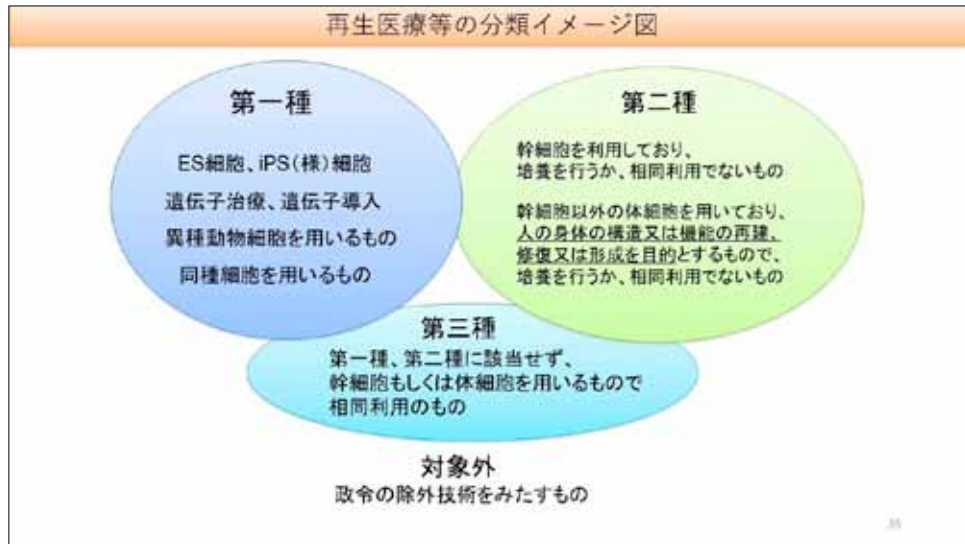 再生医療等の分類イメージ図
第一種
ES細胞、iPS(様)細胞
遺伝子治療、遺伝子導入
異種動物細胞を用いるもの
同種細胞を用いるもの
第二種
幹細胞を利用しており、
培養を行うか、相同利用でないもの
幹細胞以外の体細胞を用いており、
人の身体の構造又は機能の再建、
修復又は形成を目的とするもので、
培養を行うか、相同利用でないもの
第三種
第一種、第二種に該当せず、
幹細胞もしくは体細胞を用いるもので
相同利用のもの
対象外
政令の除外技術をみたすもの